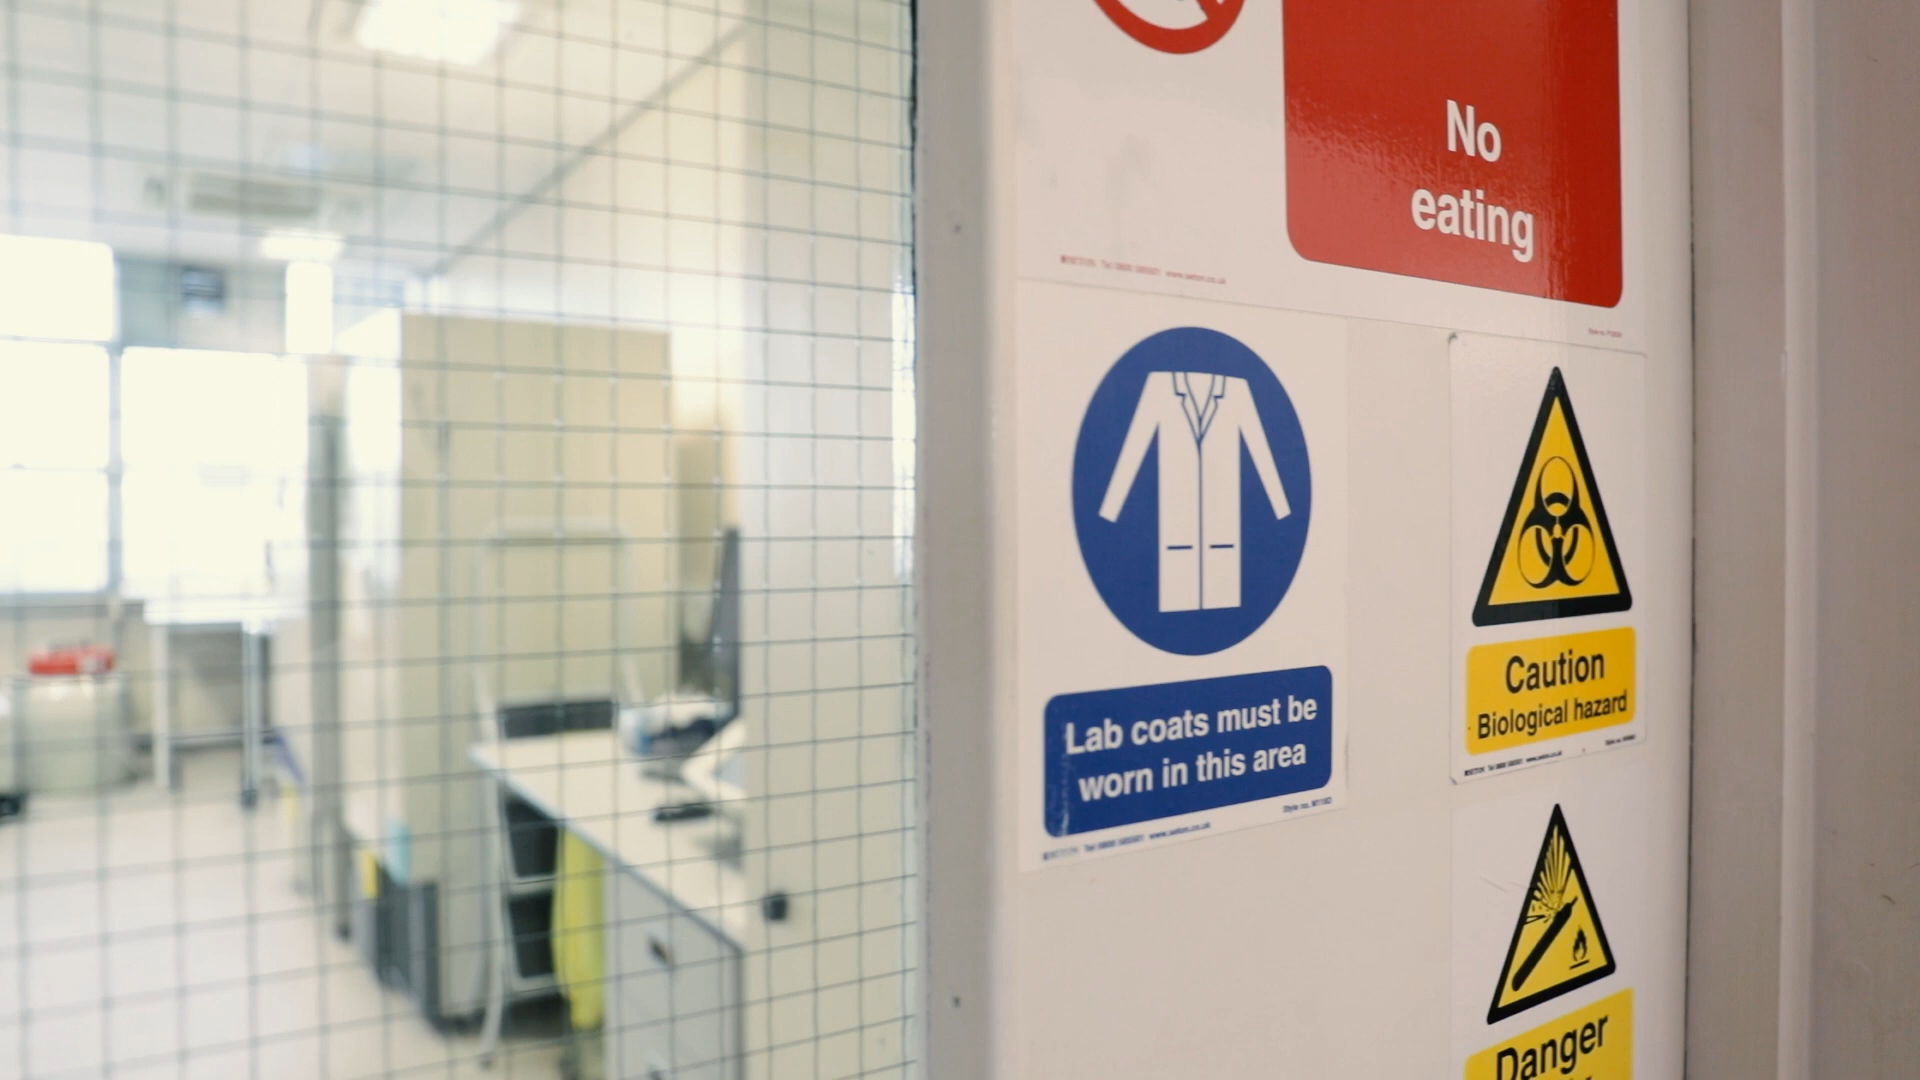 No
eating
Lab coats must be
worn in this area
Caution
Biological hazard
Danger